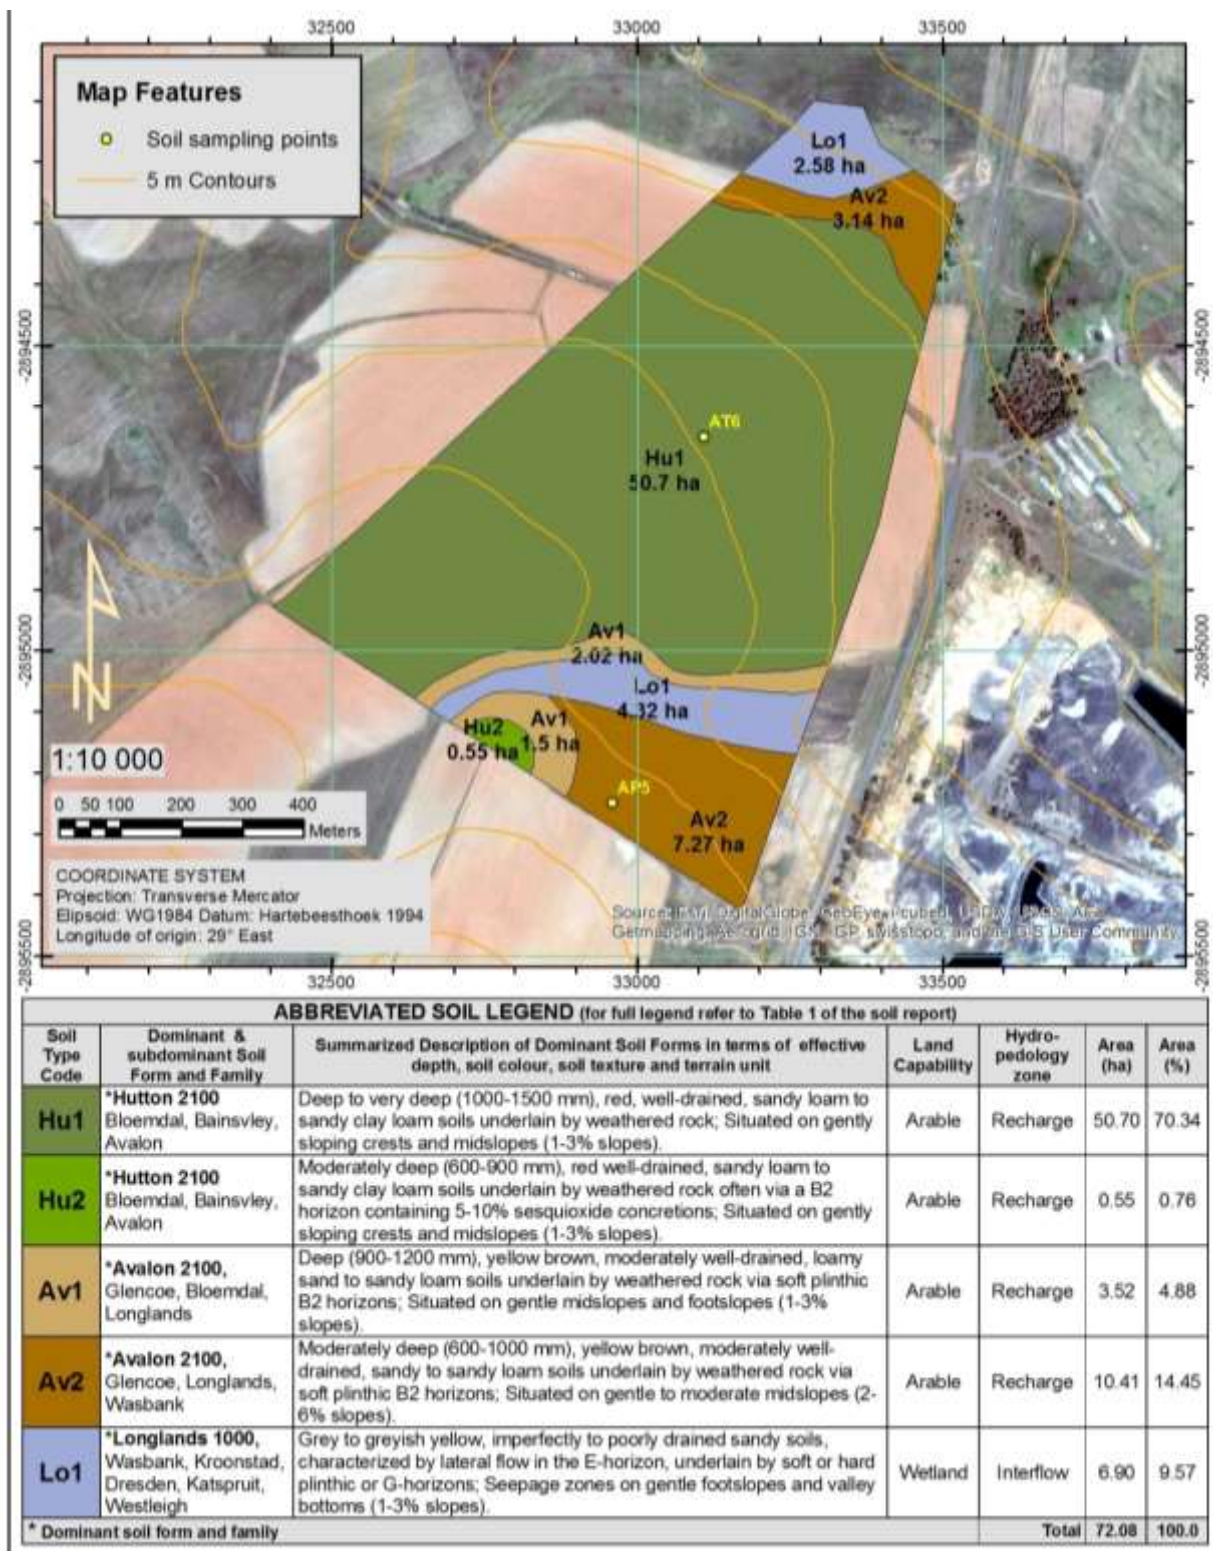 32500 33000 33500
Map Features
Soil sampling points
5 m Contours
Lo1
2.58 ha
Av2
3.14 ha
-2894500 -2894500
AT6
Hu1
50.7 ha
Av1
2.02 ha
-2895000 -2895000
Lo1
4.32 ha
Hu2
0.55 ha
Av1
1.5 ha
N
1:10 000
AP5
Av2
7.27 ha
0 50 100 200 300 400
Meters
COORDINATE SYSTEM
Projection: Transverse Mercator
Elipsoid: WG1984 Datum: Hartebeesthoek 1994
Longitude of origin: 29° East
Source: Esri, DigitalGlobe, GeoEye, i-cubed,
Getmapping, Aerogrid, IGN, IGP, swisstopo, and the GIS User Community
-2895500 -2895500
32500 33000 33500
ABBREVIATED SOIL LEGEND (for full legend refer to Table 1 of the soil report)
Soil Type Code Dominant & subdominant Soil Form and Family Summarized Description of Dominant Soil Forms in terms of effective depth, soil colour, soil texture and terrain unit Land Capability Hydro-pedology zone Area (ha) Area (%)
Hu1 *Hutton 2100 Bloemdal, Bainsvley, Avalon Deep to very deep (1000-1500 mm), red, well-drained, sandy loam to sandy clay loam soils underlain by weathered rock; Situated on gently sloping crests and midslopes (1-3% slopes). Arable Recharge 50.70 70.34
Hu2 *Hutton 2100 Bloemdal, Bainsvley, Avalon Moderately deep (600-900 mm), red well-drained, sandy loam to sandy clay loam soils underlain by weathered rock often via a B2 horizon containing 5-10% sesquioxide concretions; Situated on gently sloping crests and midslopes (1-3% slopes). Arable Recharge 0.55 0.76
Av1 *Avalon 2100, Glencoe, Bloemdal, Longlands Deep (900-1200 mm), yellow brown, moderately well-drained, loamy sand to sandy loam soils underlain by weathered rock via soft plinthic B2 horizons; Situated on gentle midslopes and footslopes (1-3% slopes). Arable Recharge 3.52 4.88
Av2 *Avalon 2100, Glencoe, Longlands, Wasbank Moderately deep (600-1000 mm), yellow brown, moderately well-drained, sandy to sandy loam soils underlain by weathered rock via soft plinthic B2 horizons; Situated on gentle to moderate midslopes (2-6% slopes). Arable Recharge 10.41 14.45
Lo1 *Longlands 1000, Wasbank, Kroonstad, Dresden, Katspruit, Westleigh Grey to greyish yellow, imperfectly to poorly drained sandy soils, characterized by lateral flow in the E-horizon, underlain by soft or hard plinthic or G-horizons; Seepage zones on gentle footslopes and valley bottoms (1-3% slopes). Wetland Interflow 6.90 9.57
* Dominant soil form and family Total 72.08 100.0